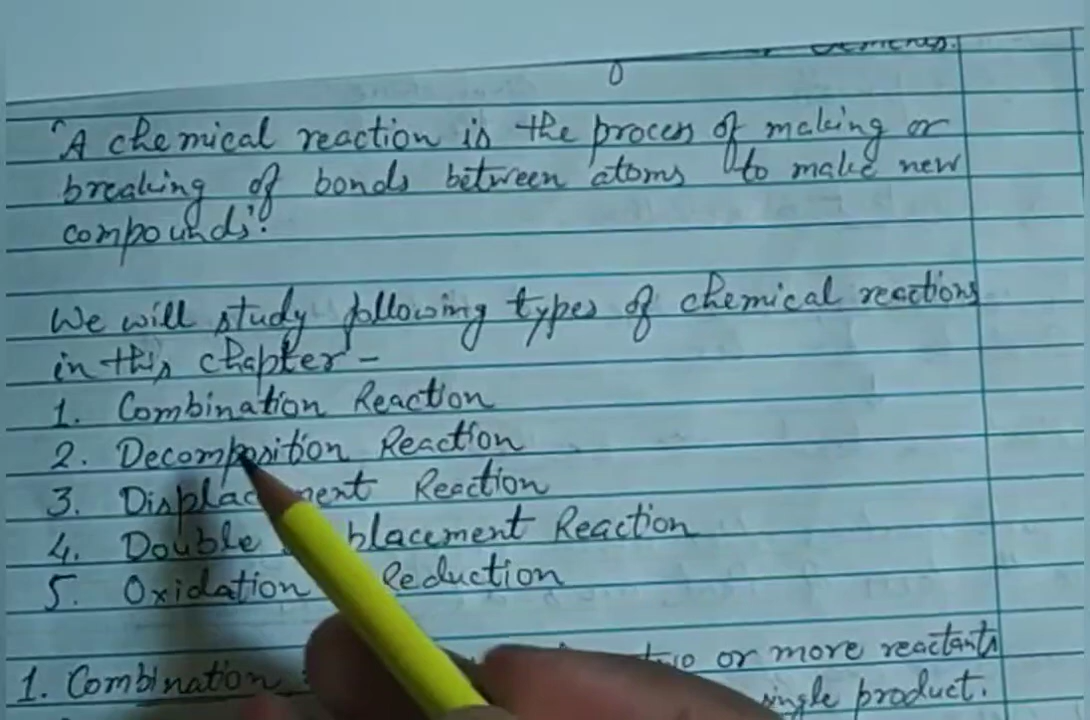 "A chemical reaction is the process of making or
breaking of bonds between atoms to make new
compounds".
We will study following types of chemical reactions
in this chapter -
1. Combination Reaction
2. Decomposition Reaction
3. Displacement Reaction
4. Double blacement Reaction
5. Oxidation Reduction
1. Combination two or more reactants
single product.